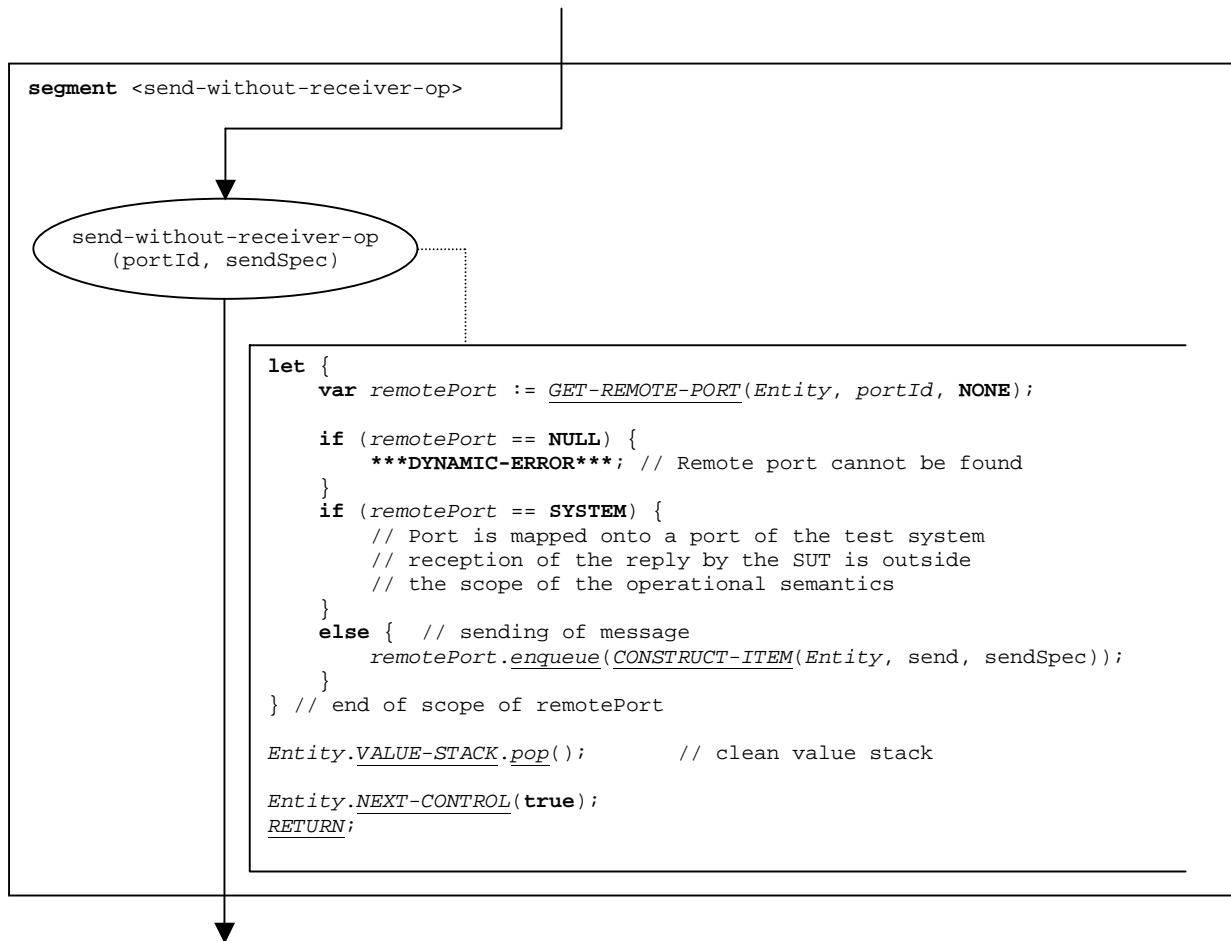 segment <send-without-receiver-op>
send-without-receiver-op
(portId, sendSpec)
let {
    var remotePort := GET-REMOTE-PORT(Entity, portId, NONE);
    if (remotePort == NULL) {
        ***DYNAMIC-ERROR***; // Remote port cannot be found
    }
    if (remotePort == SYSTEM) {
        // Port is mapped onto a port of the test system
        // reception of the reply by the SUT is outside
        // the scope of the operational semantics
    }
    else {  // sending of message
        remotePort.enqueue(CONSTRUCT-ITEM(Entity, send, sendSpec));
    }
} // end of scope of remotePort
Entity.VALUE-STACK.pop();       // clean value stack
Entity.NEXT-CONTROL(true);
RETURN;